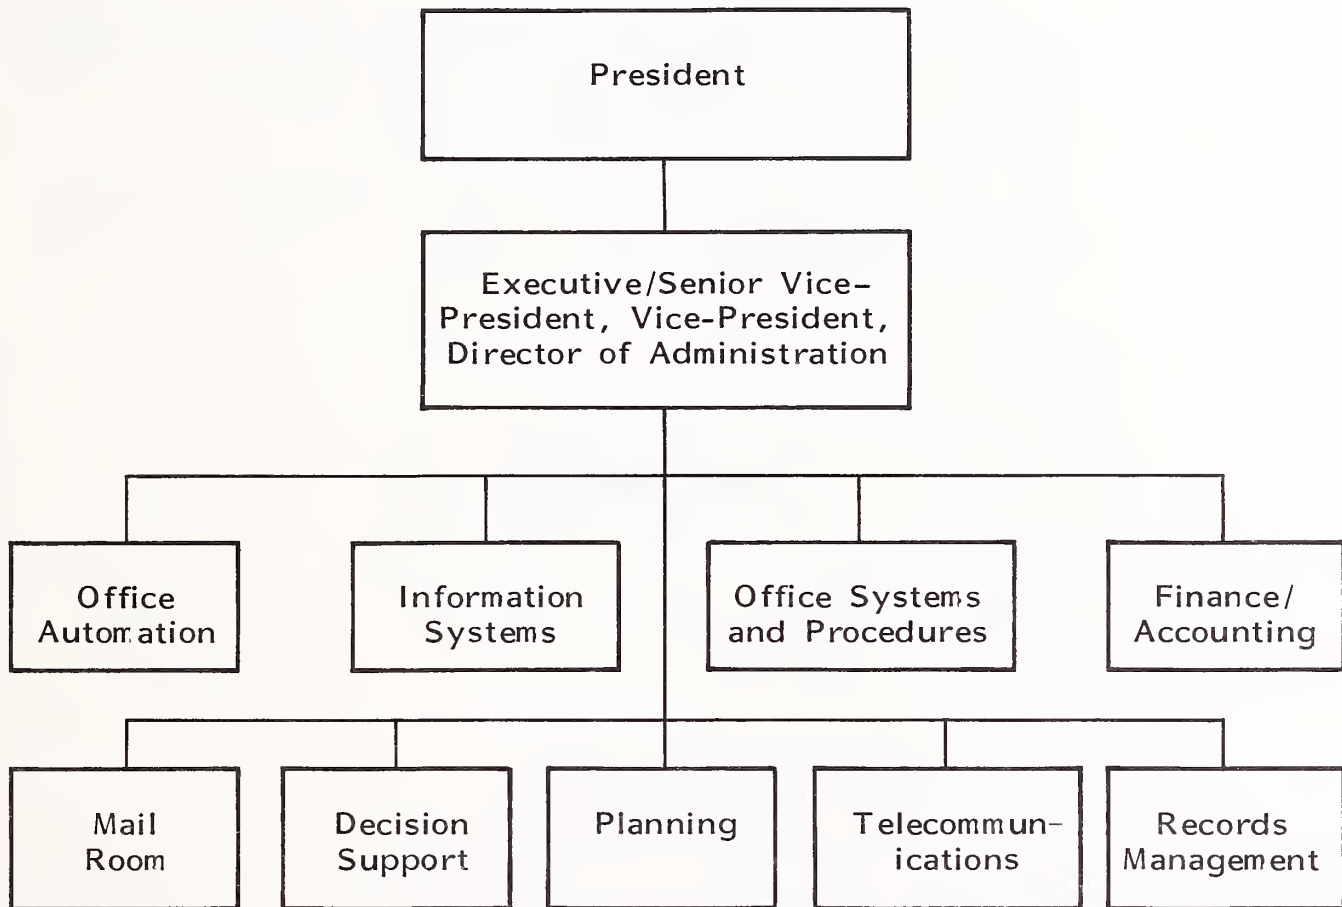 President
Executive/Senior Vice-
President, Vice-President,
Director of Administration
Office
Automation
Information
Systems
Office Systems
and Procedures
Finance/
Accounting
Mail
Room
Decision
Support
Planning
Telecommun-
ications
Records
Management